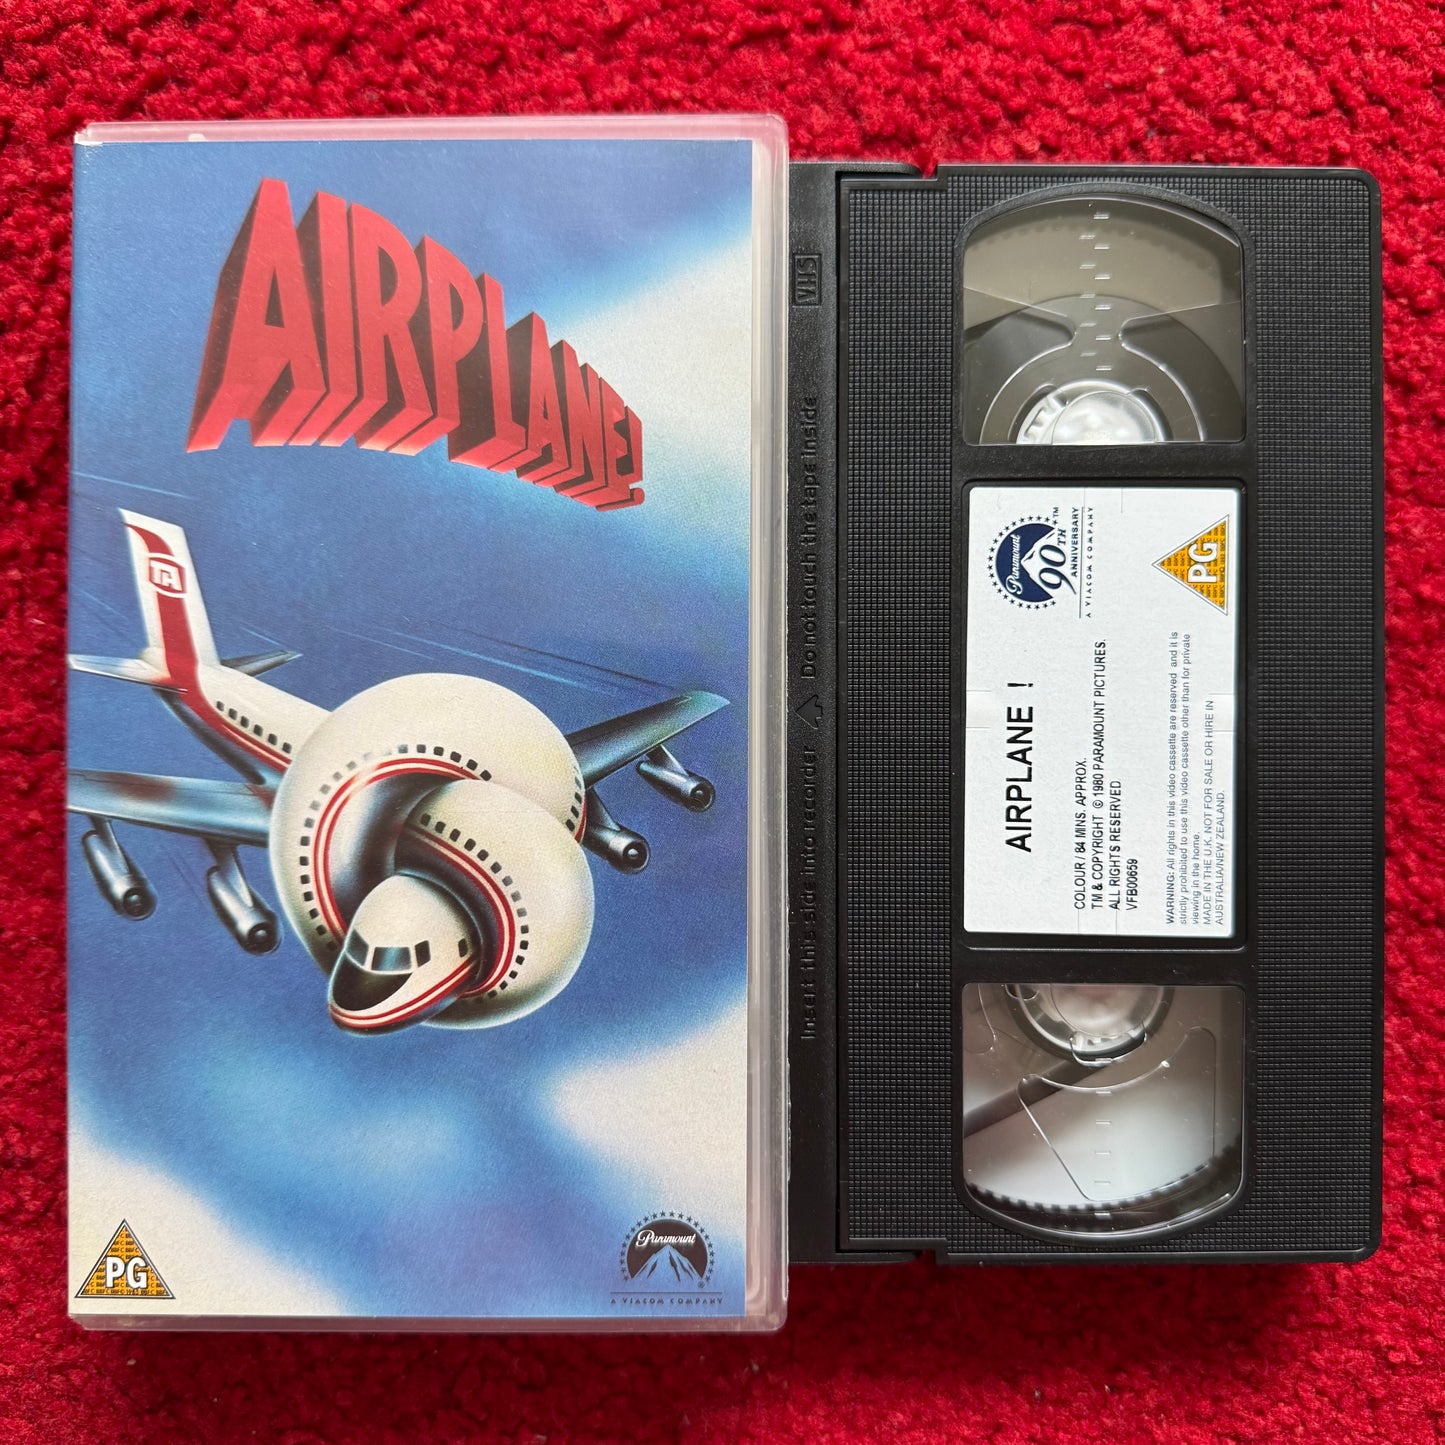 AIRPLANE!
TA
PG
Paramount
A VIACOM COMPANY
VHS
Insert this side into recorder Do not touch the tape inside
Paramount
90TH
ANNIVERSARY
TM
A VIACOM COMPANY
PG
AIRPLANE !
COLOUR / 84 MINS. APPROX.
TM & COPYRIGHT © 1980 PARAMOUNT PICTURES.
ALL RIGHTS RESERVED
VFB00659
WARNING: All rights in this video cassette are reserved and it is
strictly prohibited to use this video cassette other than for private
viewing in the home.
MADE IN THE U.K. NOT FOR SALE OR HIRE IN
AUSTRALIA/NEW ZEALAND.